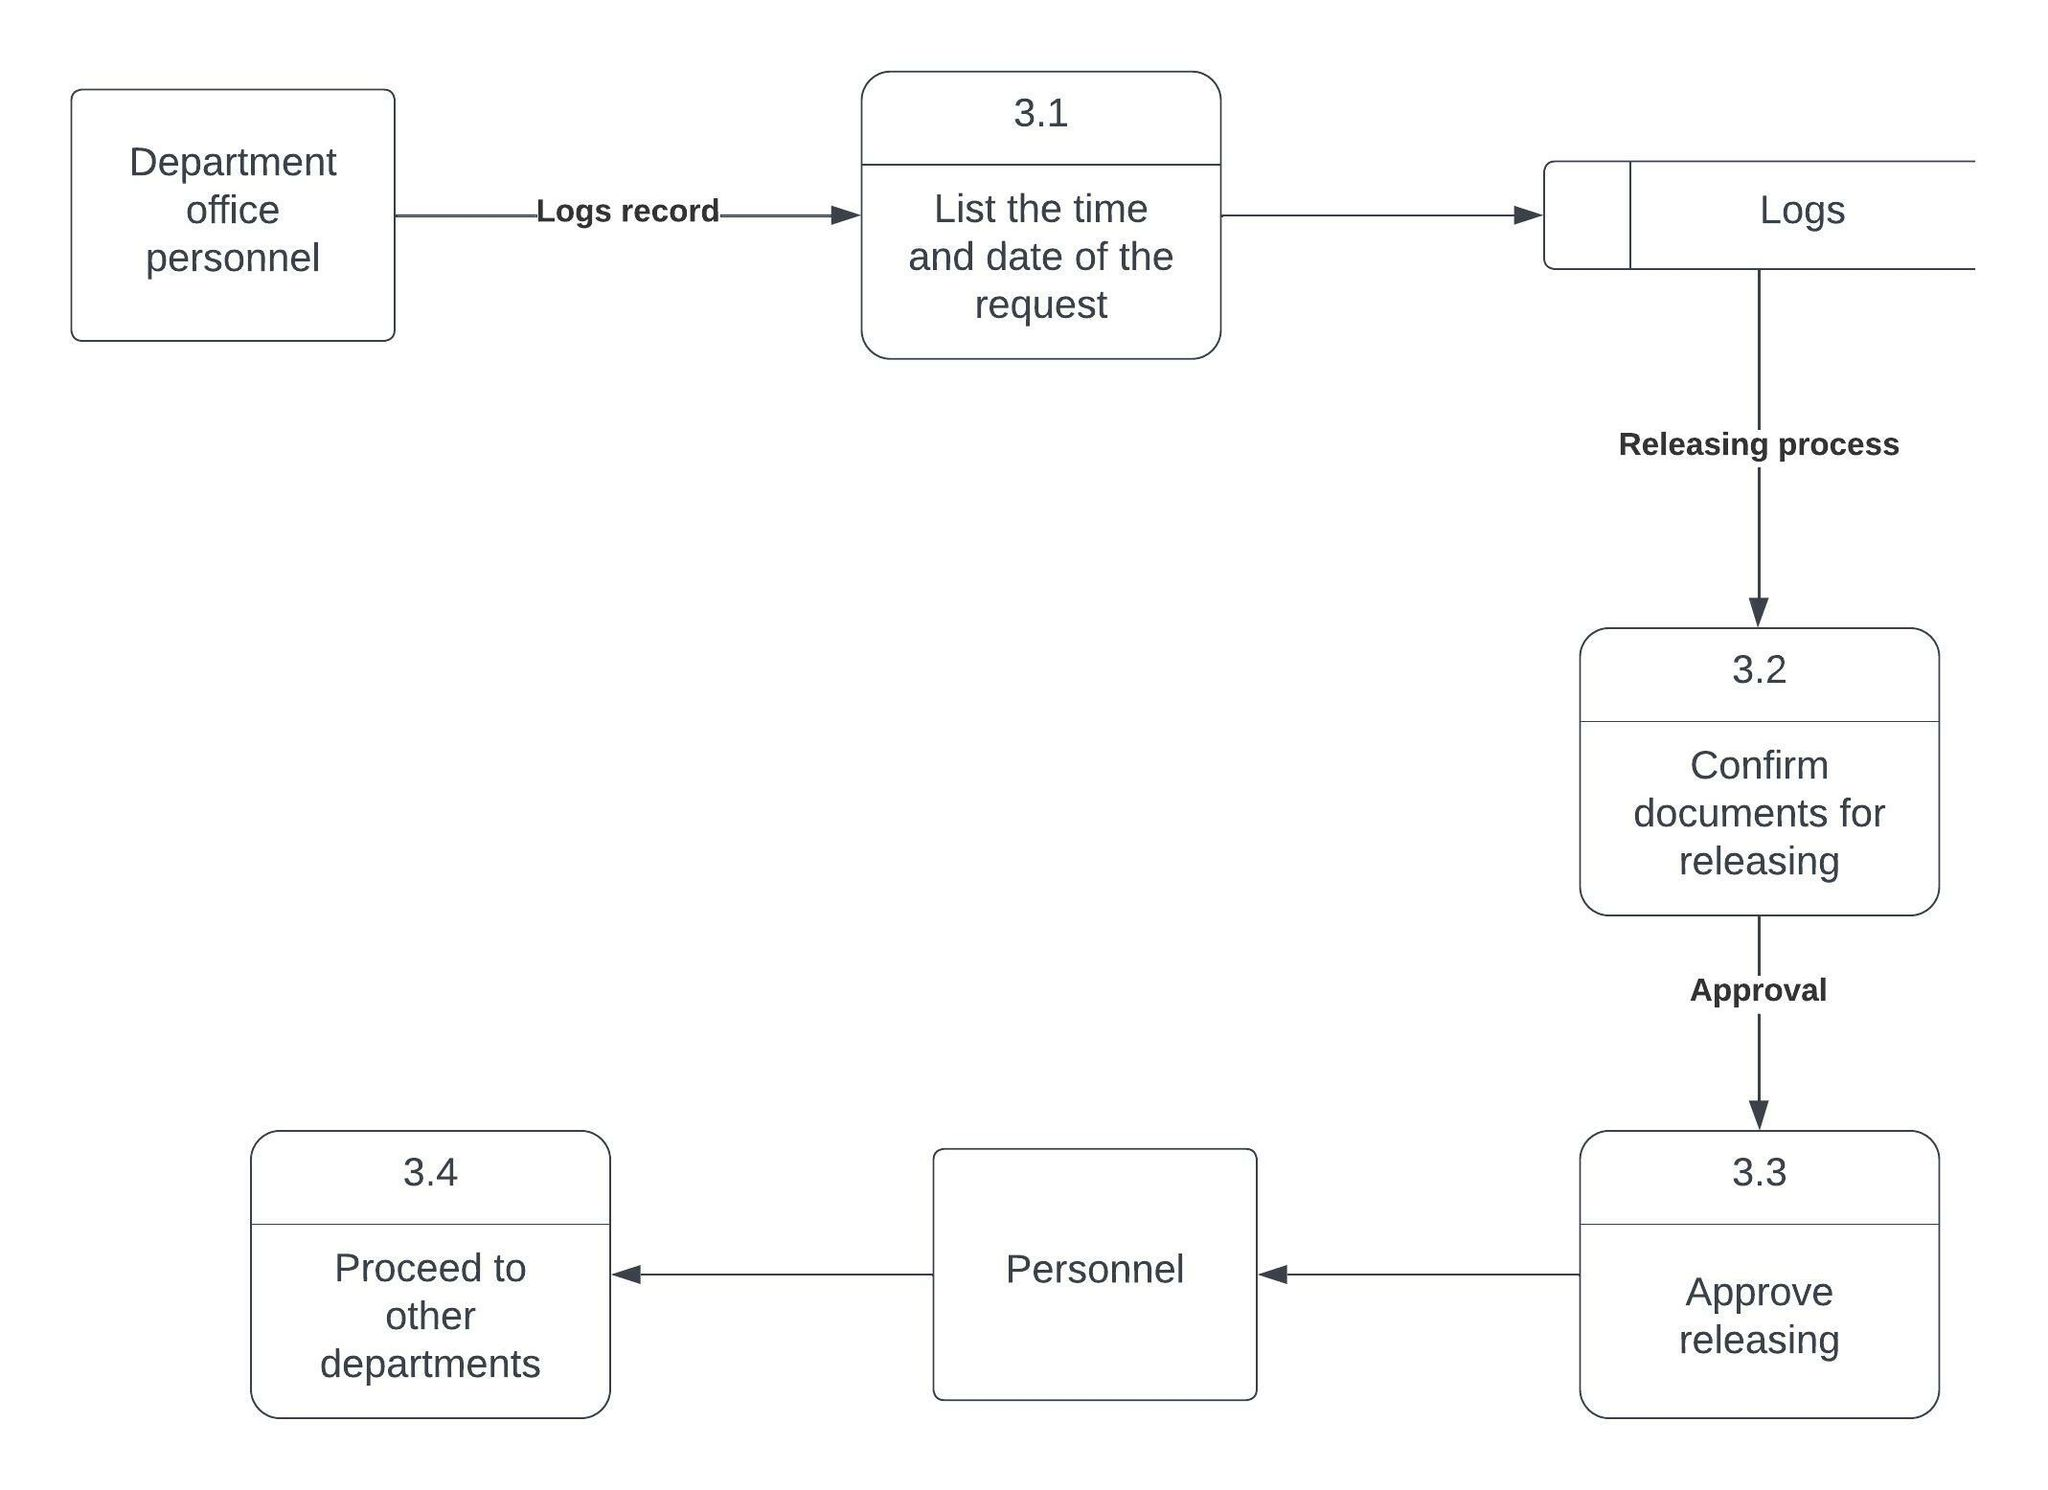 Department
office
personnel
Logs record
3.1
List the time
and date of the
request
Logs
Releasing process
3.2
Confirm
documents for
releasing
Approval
3.3
Approve
releasing
Personnel
3.4
Proceed to
other
departments